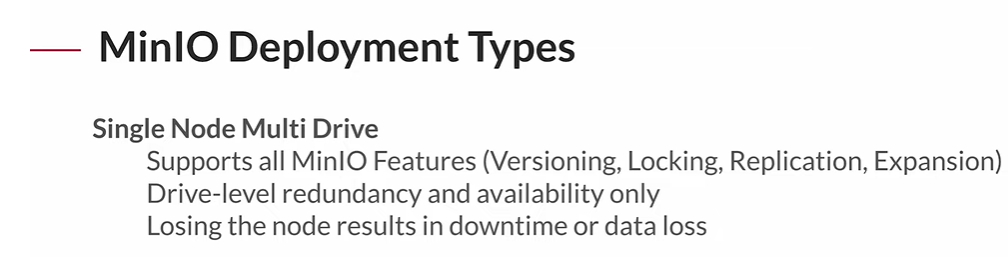 MinIO Deployment Types
Single Node Multi Drive
Supports all MinIO Features (Versioning, Locking, Replication, Expansion)
Drive-level redundancy and availability only
Losing the node results in downtime or data loss